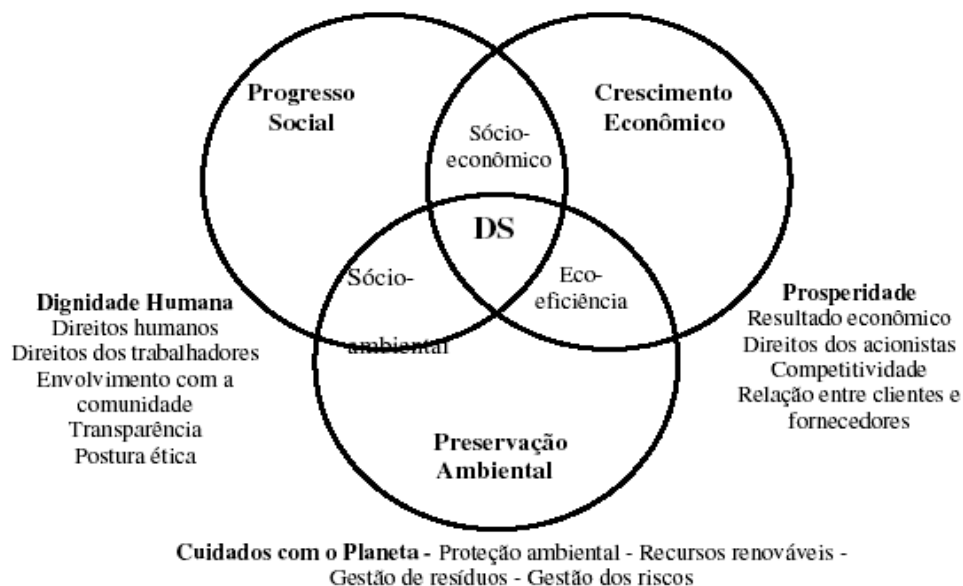 Progresso
Social
Crescimento
Econômico
Sócio-
econômico
DS
Sócio-
ambiental
Eco-
eficiência
Dignidade Humana
Direitos humanos
Direitos dos trabalhadores
Envolvimento com a
comunidade
Transparência
Postura ética
Prosperidade
Resultado econômico
Direitos dos acionistas
Competitividade
Relação entre clientes e
fornecedores
Preservação
Ambiental
Cuidados com o Planeta - Proteção ambiental - Recursos renováveis -
Gestão de resíduos - Gestão dos riscos